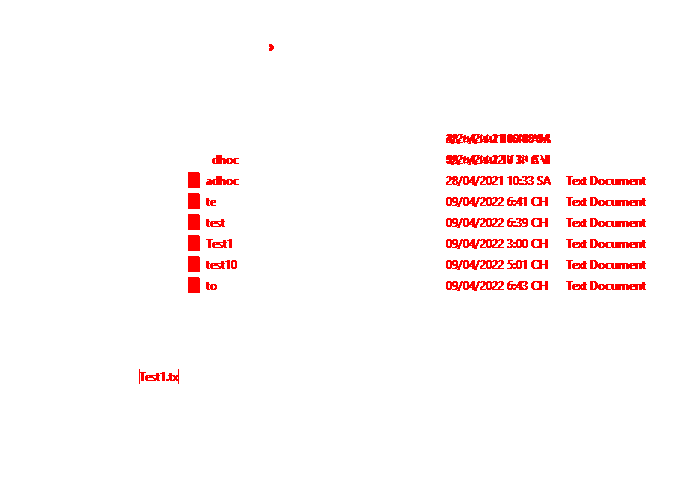 dhoc
adhoc 28/04/2021 10:33 SA Text Document
te 09/04/2022 6:41 CH Text Document
test 09/04/2022 6:39 CH Text Document
Test1 09/04/2022 3:00 CH Text Document
test10 09/04/2022 5:01 CH Text Document
to 09/04/2022 6:43 CH Text Document
Test1.tx